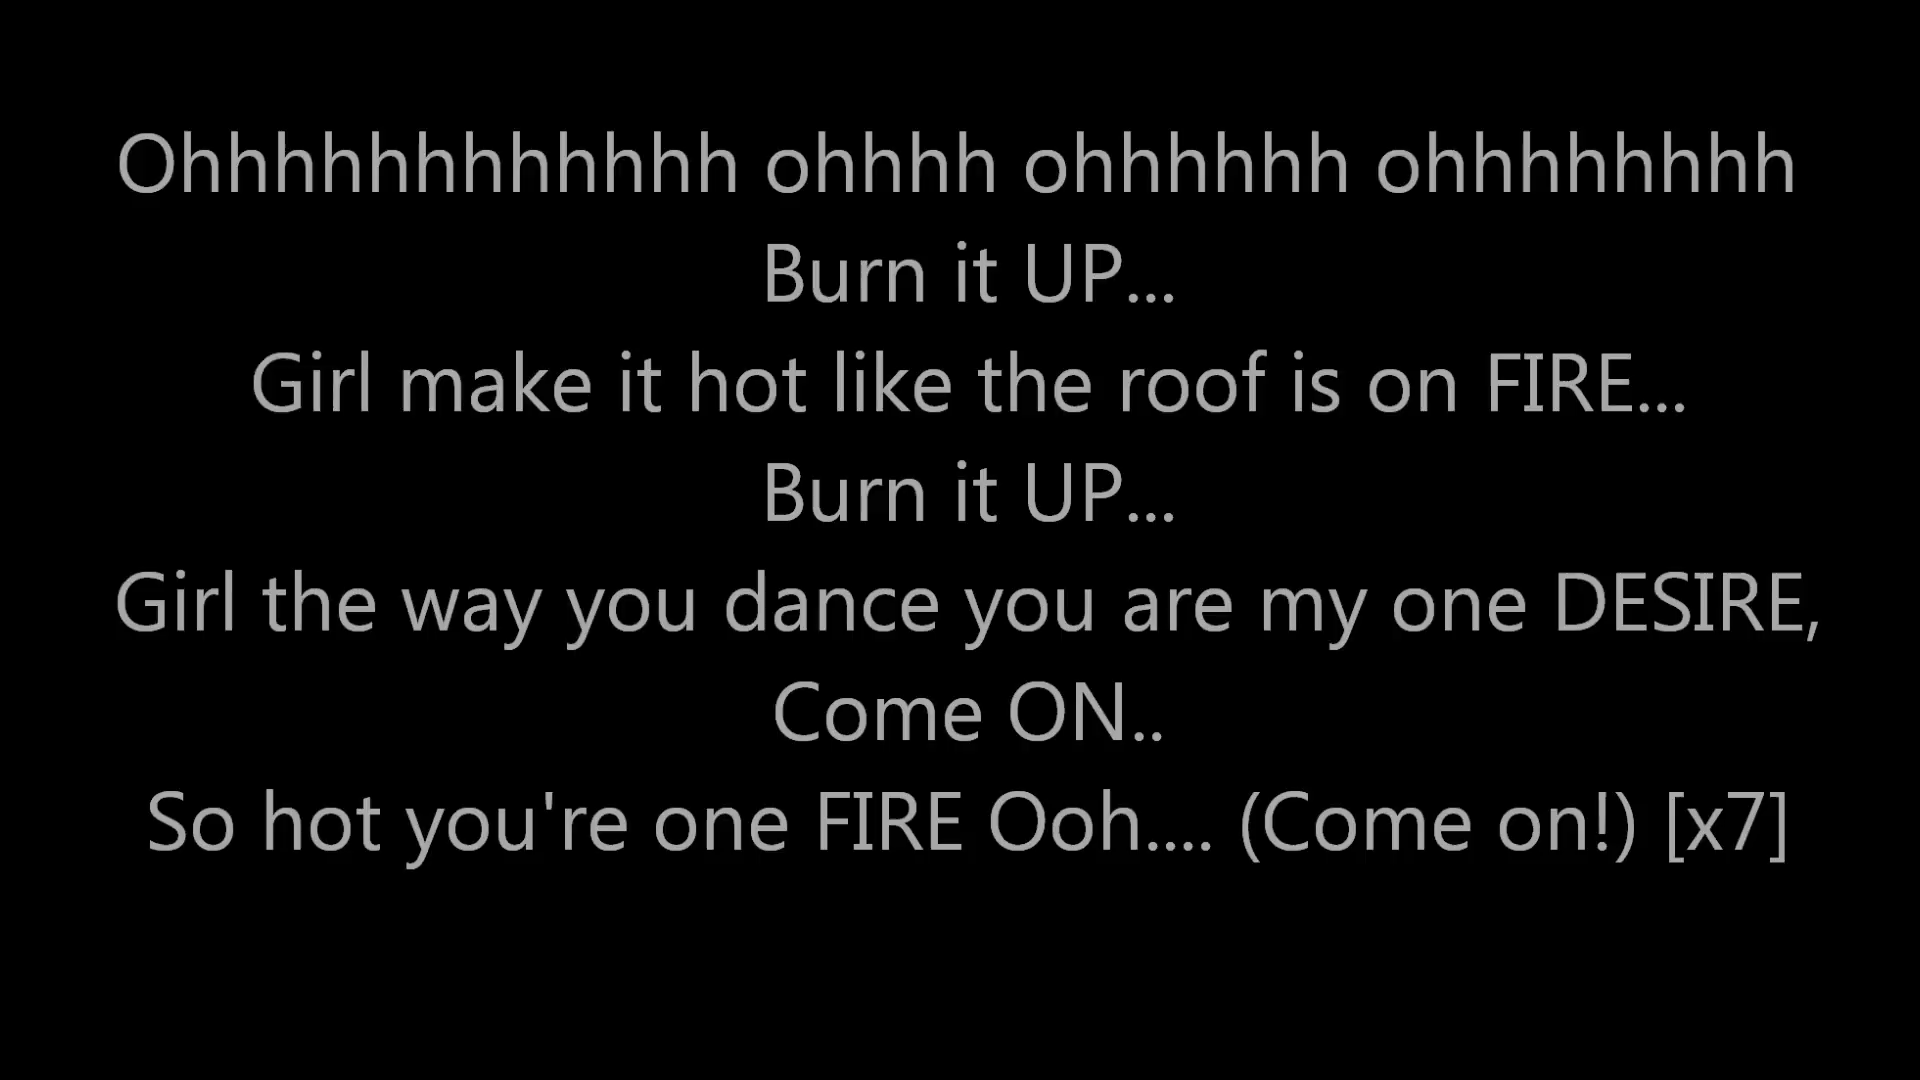 Ohhhhhhhhhhhh ohhhh ohhhhhh ohhhhhhhh
Burn it UP...
Girl make it hot like the roof is on FIRE...
Burn it UP...
Girl the way you dance you are my one DESIRE,
Come ON..
So hot you're one FIRE Ooh.... (Come on!) [x7]